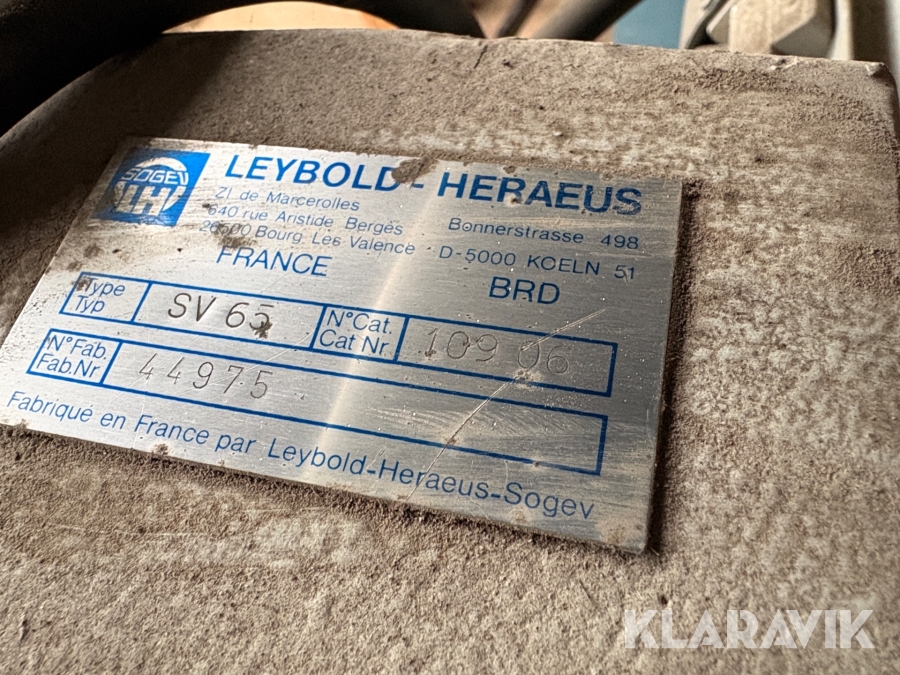 SOGEV
LH
LEYBOLD-HERAEUS
ZI de Marcerolles
640 rue Aristide Bergès
26500 Bourg Les Valence
FRANCE
Bonnerstrasse 498
D-5000 KOELN 51
BRD
Type
Typ
SV 65
N°Cat.
Cat Nr
109 06
N°Fab.
Fab.Nr
44975
Fabriqué en France par Leybold-Heraeus-Sogev
KLARAVIK